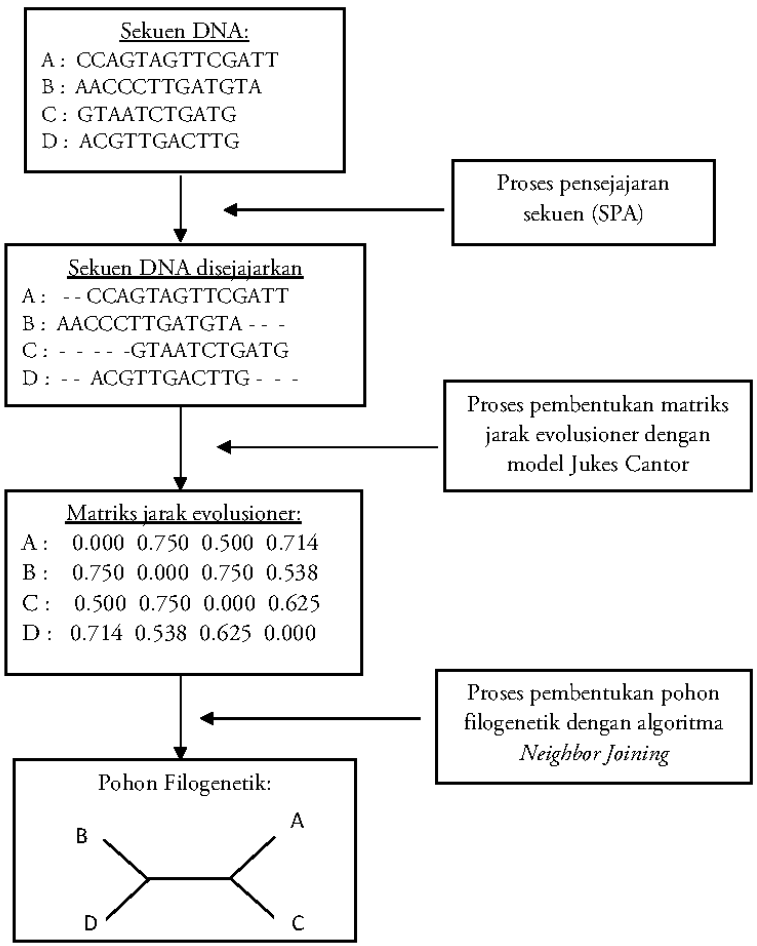 Sekuen DNA:
A : CCAGTAGTTCGATT
B : AACCCTTGATGTA
C : GTAATCTGATG
D : ACGTTGACTTG
Proses pensejajaran
sekuen (SPA)
Sekuen DNA disejajarkan
A : - - CCAGTAGTTCGATT
B : AACCCTTGATGTA - - -
C : - - - - -GTAATCTGATG
D : - - ACGTTGACTTG - - -
Proses pembentukan matriks
jarak evolusioner dengan
model Jukes Cantor
Matriks jarak evolusioner:
A : 0.000 0.750 0.500 0.714
B : 0.750 0.000 0.750 0.538
C : 0.500 0.750 0.000 0.625
D : 0.714 0.538 0.625 0.000
Proses pembentukan pohon
filogenetik dengan algoritma
Neighbor Joining
Pohon Filogenetik:
B
A
D
C